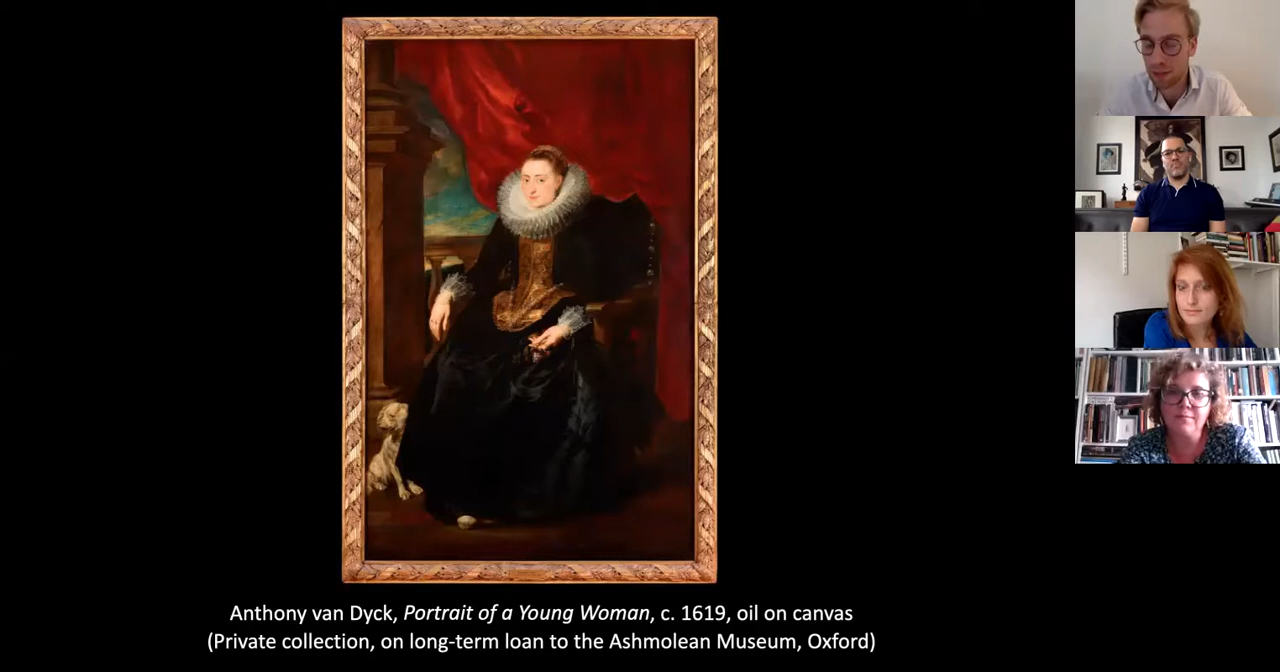 Anthony van Dyck, Portrait of a Young Woman, c. 1619, oil on canvas
(Private collection, on long-term loan to the Ashmolean Museum, Oxford)